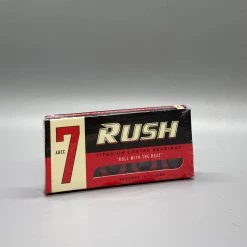 ABEC
7
RUSH
TITANIUM COATED BEARINGS
"ROLL WITH THE BEST"